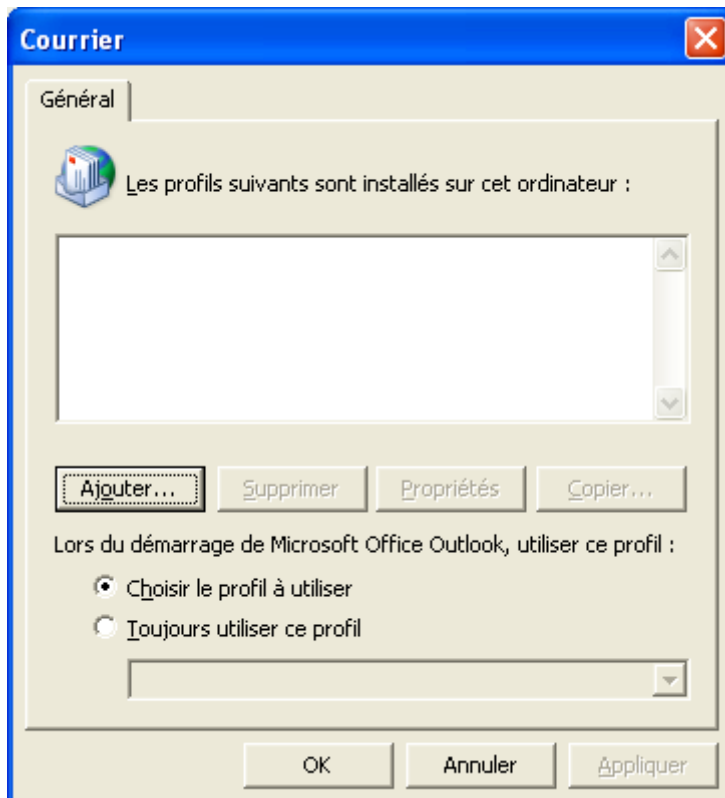 Courrier
Général
Les profils suivants sont installés sur cet ordinateur :
Ajouter... Supprimer Propriétés Copier...
Lors du démarrage de Microsoft Office Outlook, utiliser ce profil :
Choisir le profil à utiliser
Toujours utiliser ce profil
OK Annuler Appliquer